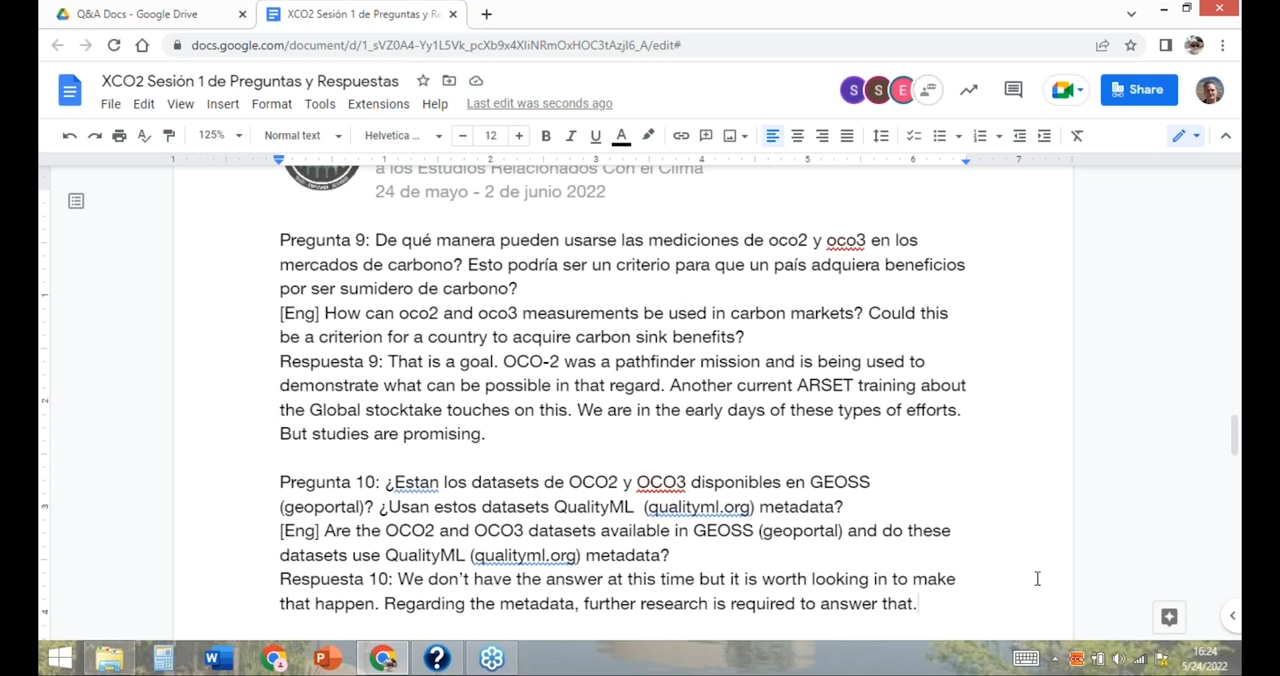 Q&A Docs - Google Drive
XCO2 Sesión 1 de Preguntas y Re
docs.google.com/document/d/1_sVZ0A4-Yy1L5Vk_pcXb9x4XIiNRmOxHOC3tAzjI6_A/edit#
XCO2 Sesión 1 de Preguntas y Respuestas
File Edit View Insert Format Tools Extensions Help Last edit was seconds ago
S S E Share
125% Normal text Helvetica ... 12 B I U A
1 1 2 3 4 5 6 7
a los Estudios Relacionados Con el Clima
24 de mayo - 2 de junio 2022
Pregunta 9: De qué manera pueden usarse las mediciones de oco2 y oco3 en los
mercados de carbono? Esto podría ser un criterio para que un país adquiera beneficios
por ser sumidero de carbono?
[Eng] How can oco2 and oco3 measurements be used in carbon markets? Could this
be a criterion for a country to acquire carbon sink benefits?
Respuesta 9: That is a goal. OCO-2 was a pathfinder mission and is being used to
demonstrate what can be possible in that regard. Another current ARSET training about
the Global stocktake touches on this. We are in the early days of these types of efforts.
But studies are promising.
Pregunta 10: ¿Estan los datasets de OCO2 y OCO3 disponibles en GEOSS
(geoportal)? ¿Usan estos datasets QualityML (qualityml.org) metadata?
[Eng] Are the OCO2 and OCO3 datasets available in GEOSS (geoportal) and do these
datasets use QualityML (qualityml.org) metadata?
Respuesta 10: We don't have the answer at this time but it is worth looking in to make
that happen. Regarding the metadata, further research is required to answer that.
16:24
5/24/2022